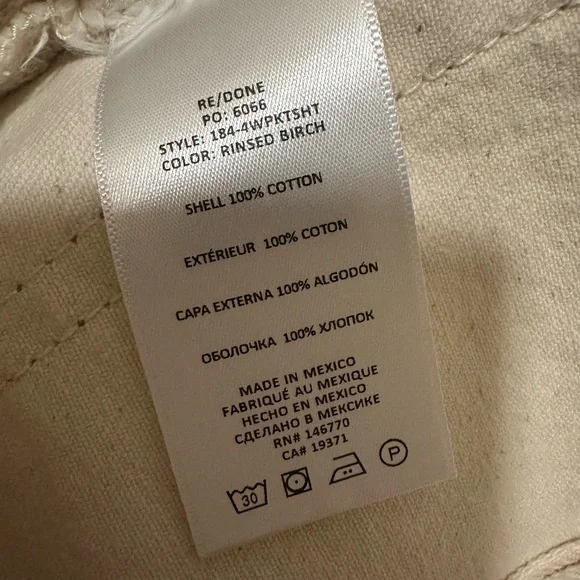 RE/DONE
PO: 6066
STYLE: 184-4WPKTSHT
COLOR: RINSED BIRCH
SHELL 100% COTTON
EXTÉRIEUR 100% COTON
CAPA EXTERNA 100% ALGODÓN
ОБОЛОЧКА 100% ХЛОПОК
MADE IN MEXICO
FABRIQUÉ AU MEXIQUE
HECHO EN MÉXICO
СДЕЛАНО В МЕКСИКЕ
RN# 146770
CA# 19371
30 P